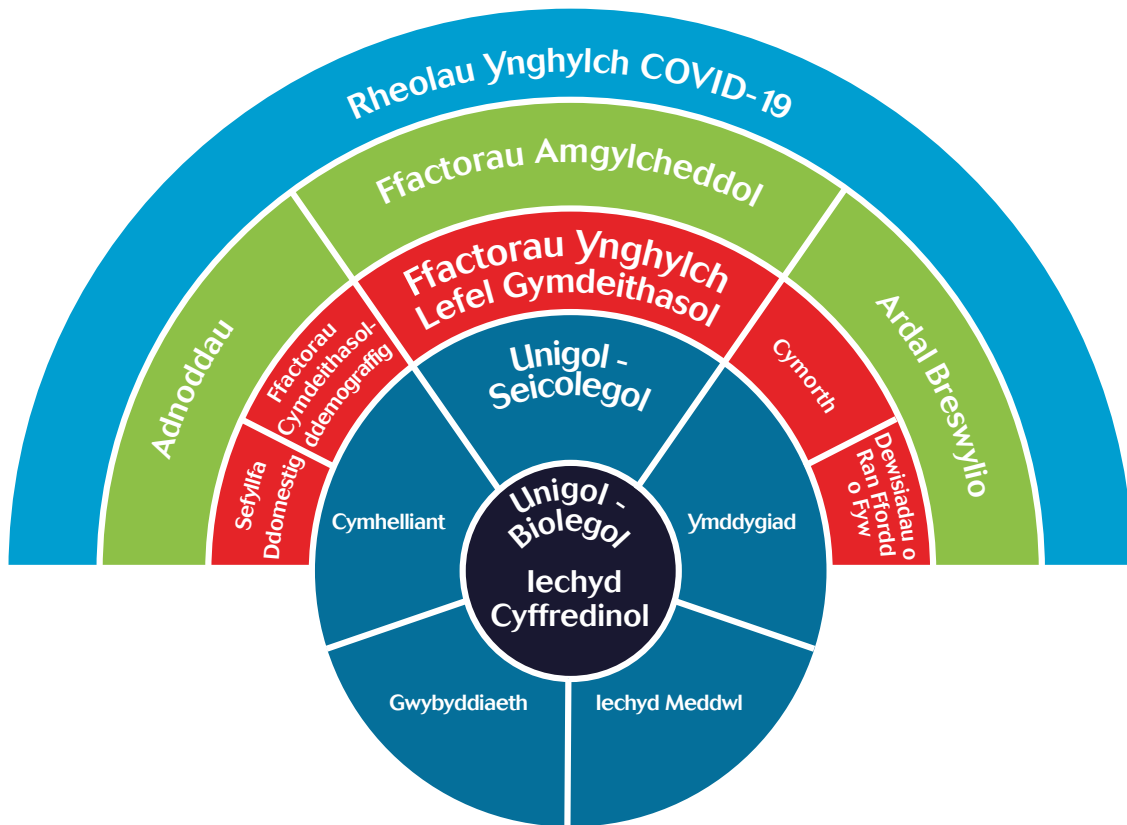 Rheolau Ynghylch COVID-19
Ffactorau Amgylcheddol
Adnoddau
Ardal Breswylio
Ffactorau Ynghylch
Lefel Gymdeithasol
Ffactorau
Cymdeithasol-
ddemograffig
Sefyllfa
Ddomestig
Cymorth
Dewisiadau o
Ran Ffordd
o Fyw
Unigol -
Seicolegol
Cymhelliant
Ymddygiad
Unigol -
Biolegol
Iechyd
Cyffredinol
Gwybyddiaeth
Iechyd Meddwl